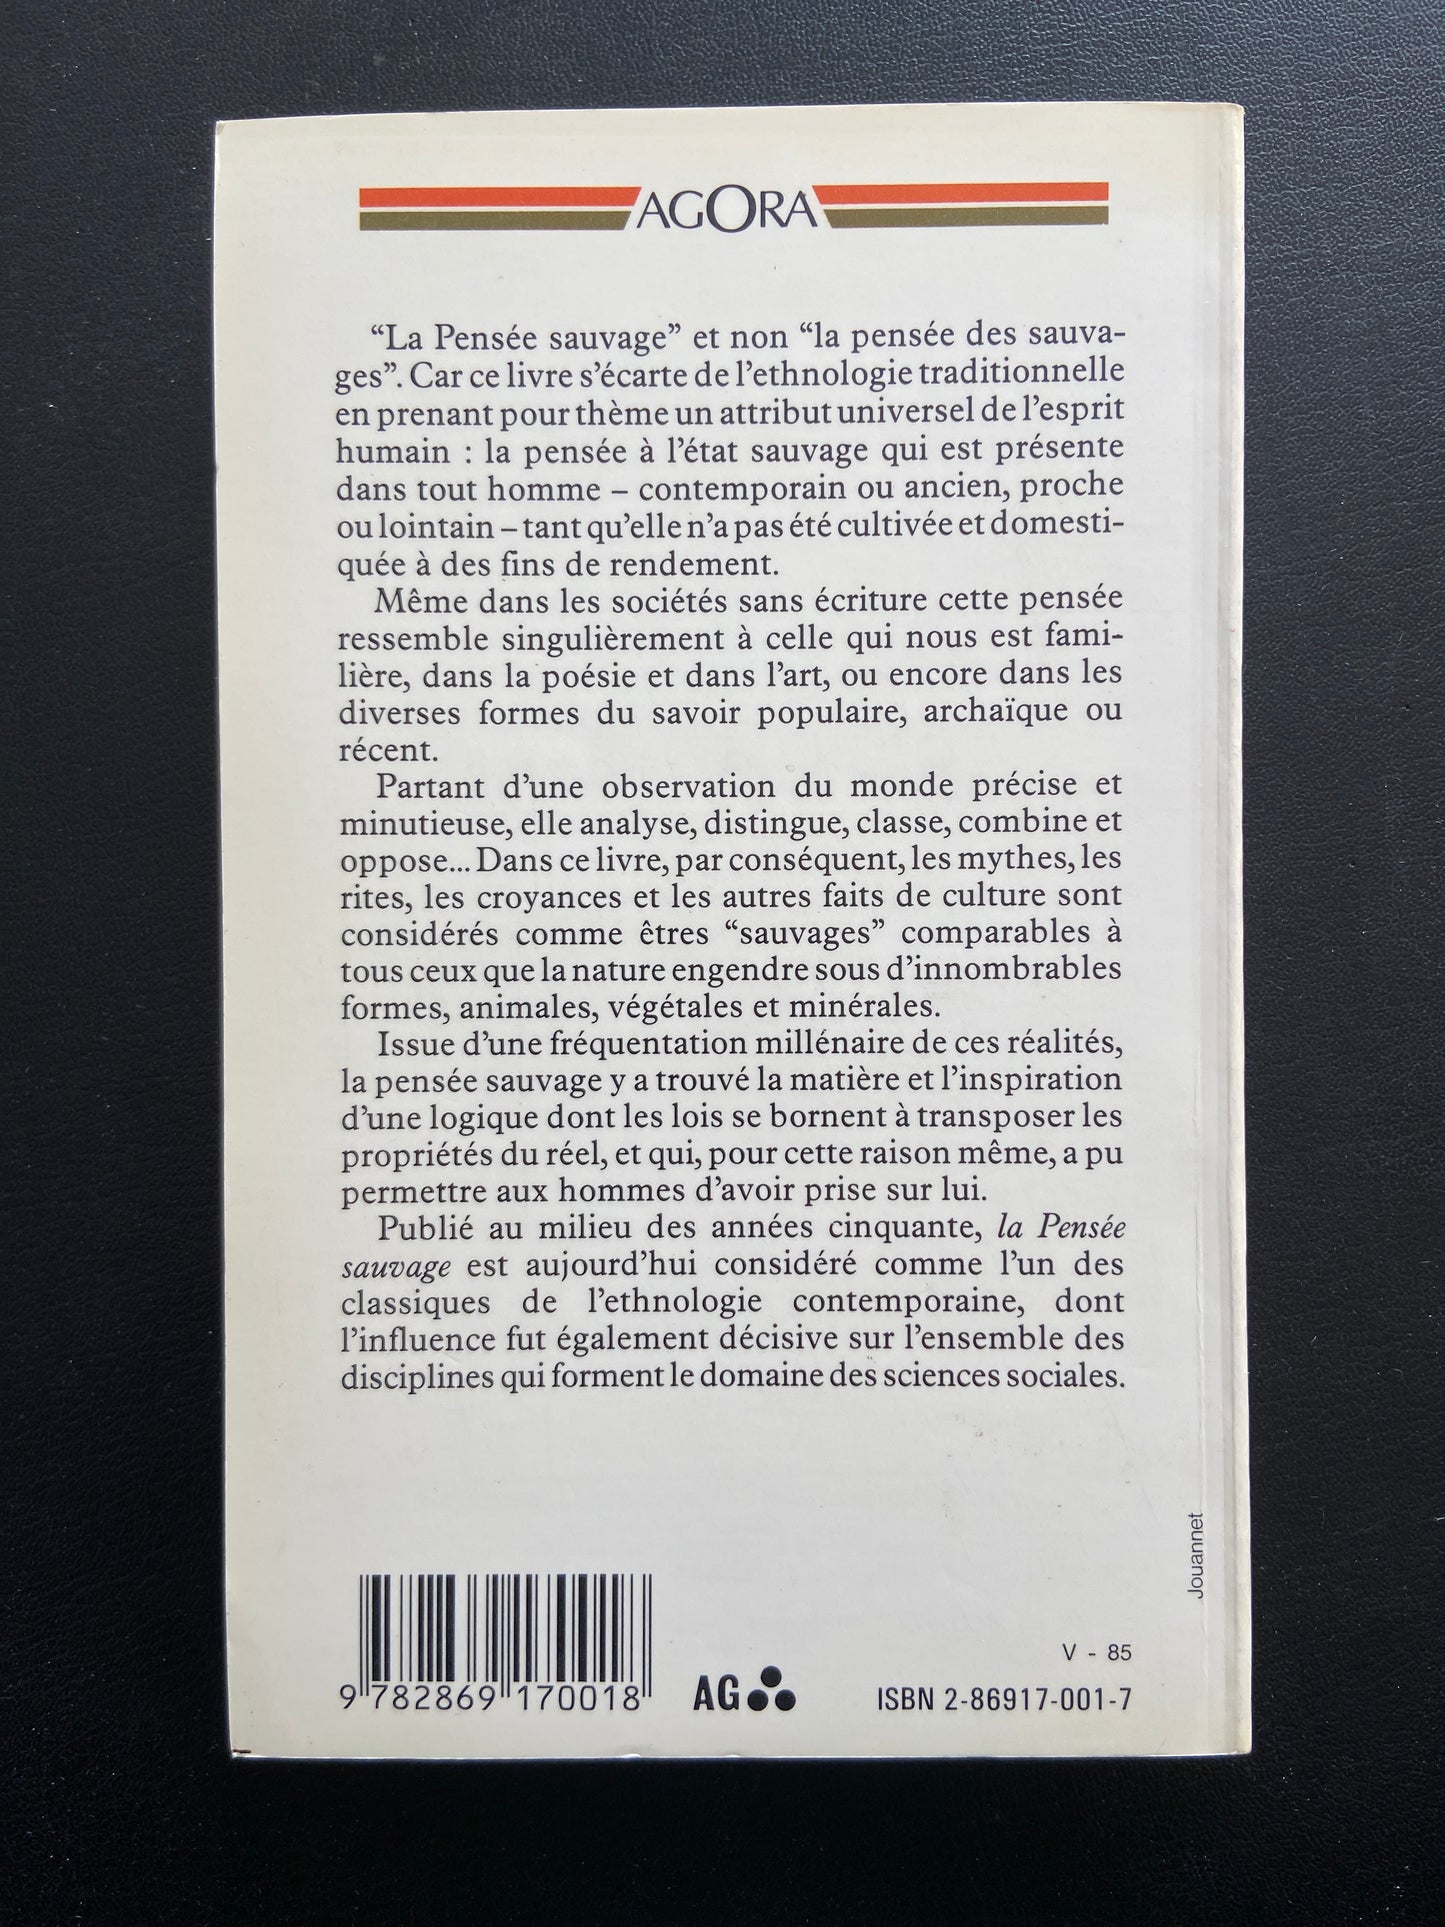 AGORA
“La Pensée sauvage” et non “la pensée des sauva-
ges”. Car ce livre s’écarte de l’ethnologie traditionnelle
en prenant pour thème un attribut universel de l’esprit
humain : la pensée à l’état sauvage qui est présente
dans tout homme – contemporain ou ancien, proche
ou lointain – tant qu’elle n’a pas été cultivée et domesti-
quée à des fins de rendement.
Même dans les sociétés sans écriture cette pensée
ressemble singulièrement à celle qui nous est fami-
lière, dans la poésie et dans l’art, ou encore dans les
diverses formes du savoir populaire, archaïque ou
récent.
Partant d’une observation du monde précise et
minutieuse, elle analyse, distingue, classe, combine et
oppose... Dans ce livre, par conséquent, les mythes, les
rites, les croyances et les autres faits de culture sont
considérés comme êtres “sauvages” comparables à
tous ceux que la nature engendre sous d’innombrables
formes, animales, végétales et minérales.
Issue d’une fréquentation millénaire de ces réalités,
la pensée sauvage y a trouvé la matière et l’inspiration
d’une logique dont les lois se bornent à transposer les
propriétés du réel, et qui, pour cette raison même, a pu
permettre aux hommes d’avoir prise sur lui.
Publié au milieu des années cinquante, la Pensée
sauvage est aujourd’hui considéré comme l’un des
classiques de l’ethnologie contemporaine, dont
l’influence fut également décisive sur l’ensemble des
disciplines qui forment le domaine des sciences sociales.
Jouannet
V - 85
9 782869 170018
AG
ISBN 2-86917-001-7